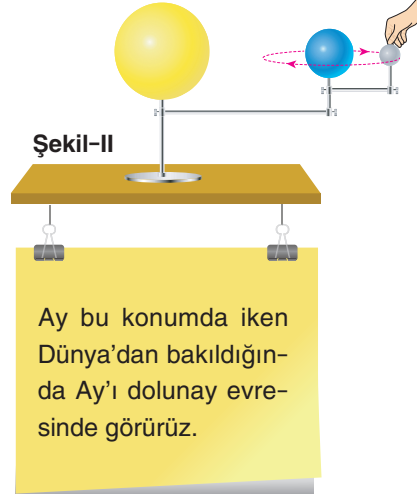 Şekil-II
Ay bu konumda iken
Dünya'dan bakıldığın-
da Ay'ı dolunay evre-
sinde görürüz.